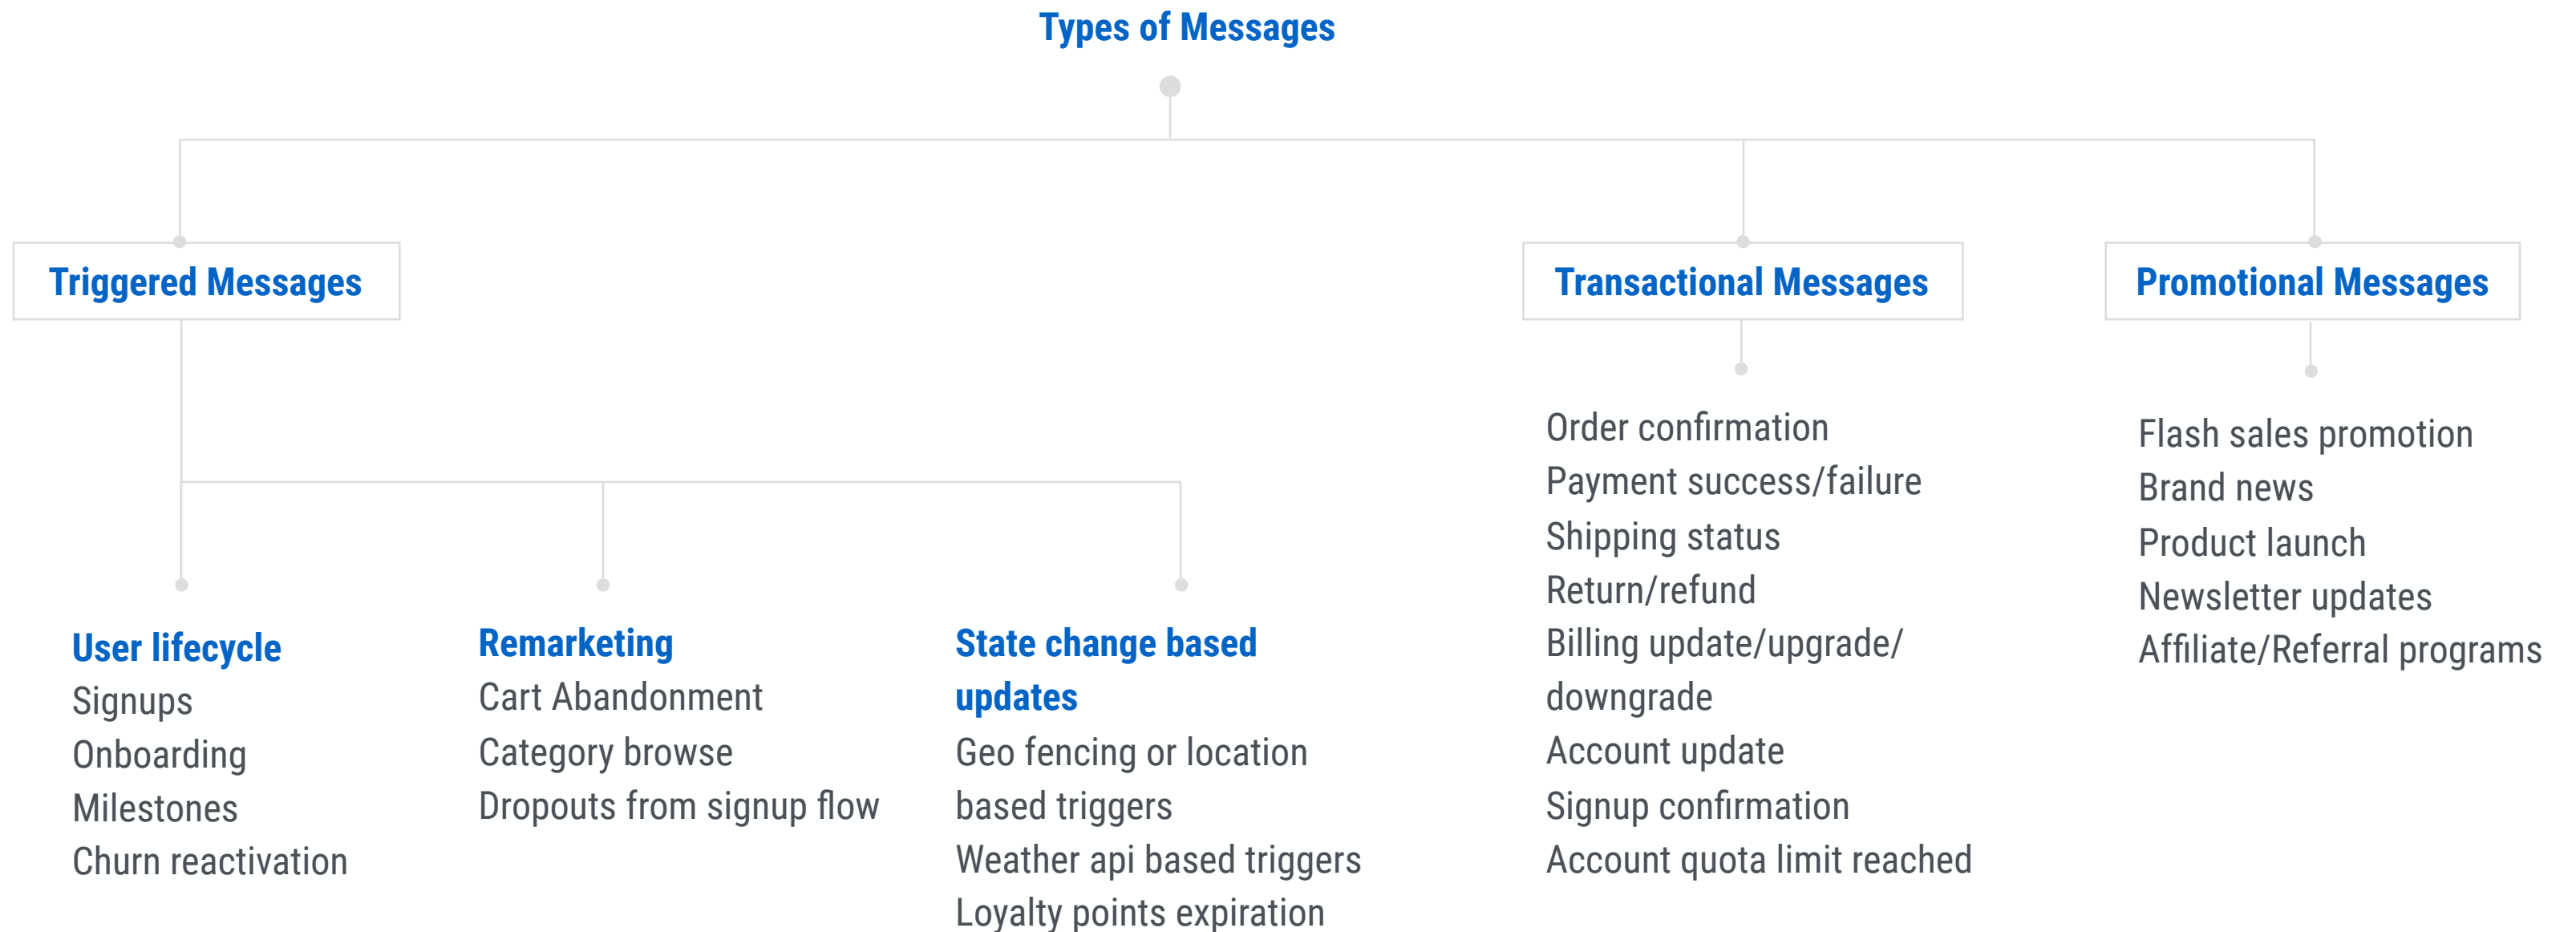 Types of Messages
Triggered Messages
Transactional Messages
Promotional Messages
User lifecycle
Signups
Onboarding
Milestones
Churn reactivation
Remarketing
Cart Abandonment
Category browse
Dropouts from signup flow
State change based
updates
Geo fencing or location
based triggers
Weather api based triggers
Loyalty points expiration
Order confirmation
Payment success/failure
Shipping status
Return/refund
Billing update/upgrade/
downgrade
Account update
Signup confirmation
Account quota limit reached
Flash sales promotion
Brand news
Product launch
Newsletter updates
Affiliate/Referral programs